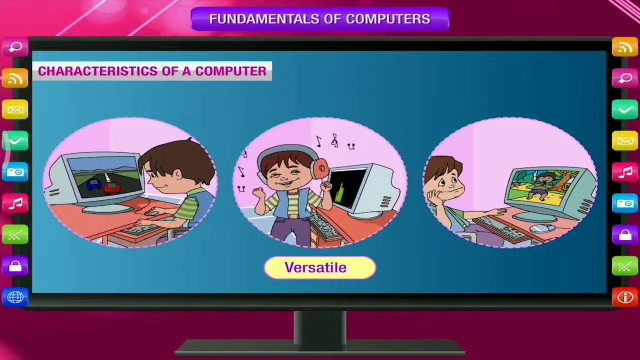 FUNDAMENTALS OF COMPUTERS
CHARACTERISTICS OF A COMPUTER
Versatile